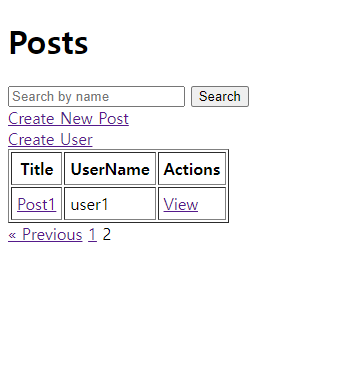 Posts
Search by name Search
Create New Post
Create User
Title UserName Actions
Post1 user1 View
« Previous 1 2